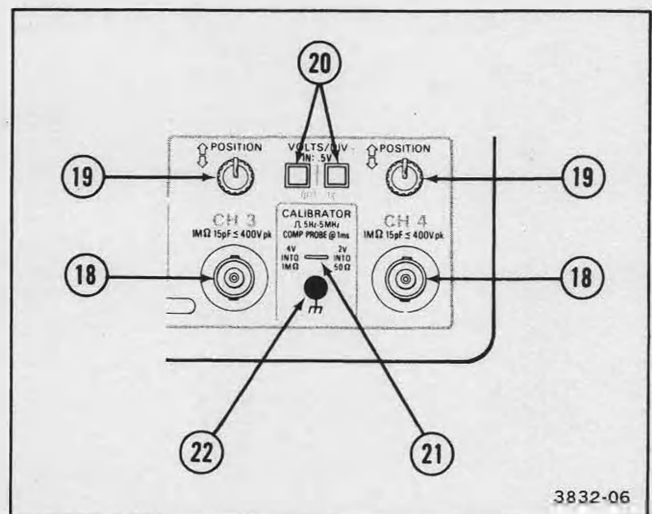 20
POSITION VOLTS/DIV POSITION
IN: .5V
19 19
CH 3 CALIBRATOR CH 4
5Hz-5MHz
1MΩ 15pF ≤ 400V pk COMP PROBE @ 1ms 1MΩ 15pF ≤ 400V pk
4V 2V
INTO INTO
1MΩ 50Ω
18 18
22 21
3832-06